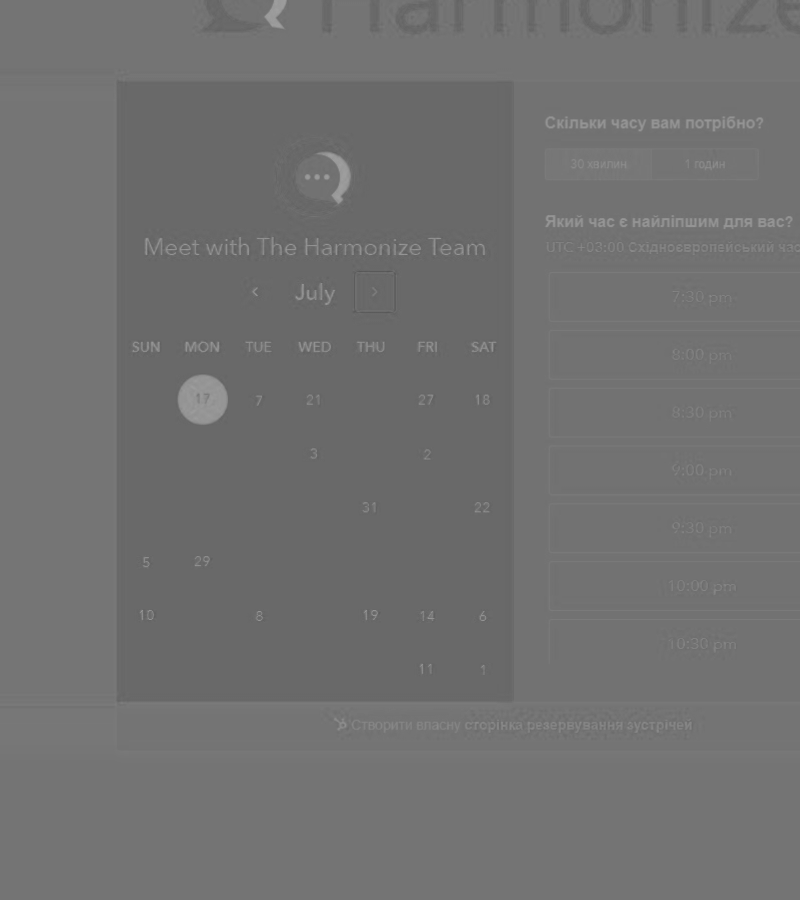 Harmonize
Meet with The Harmonize Team
July
SUN MON TUE WED THU FRI SAT
17 7 21 27 18
3 2
31 22
5 29
10 8 19 14 6
11 1
Скільки часу вам потрібно?
30 хвилин 1 годин
Який час є найліпшим для вас?
UTC +03:00 Східноєвропейський час
7:30 pm
8:00 pm
8:30 pm
9:00 pm
9:30 pm
10:00 pm
10:30 pm
Створити власну сторінка резервування зустрічей